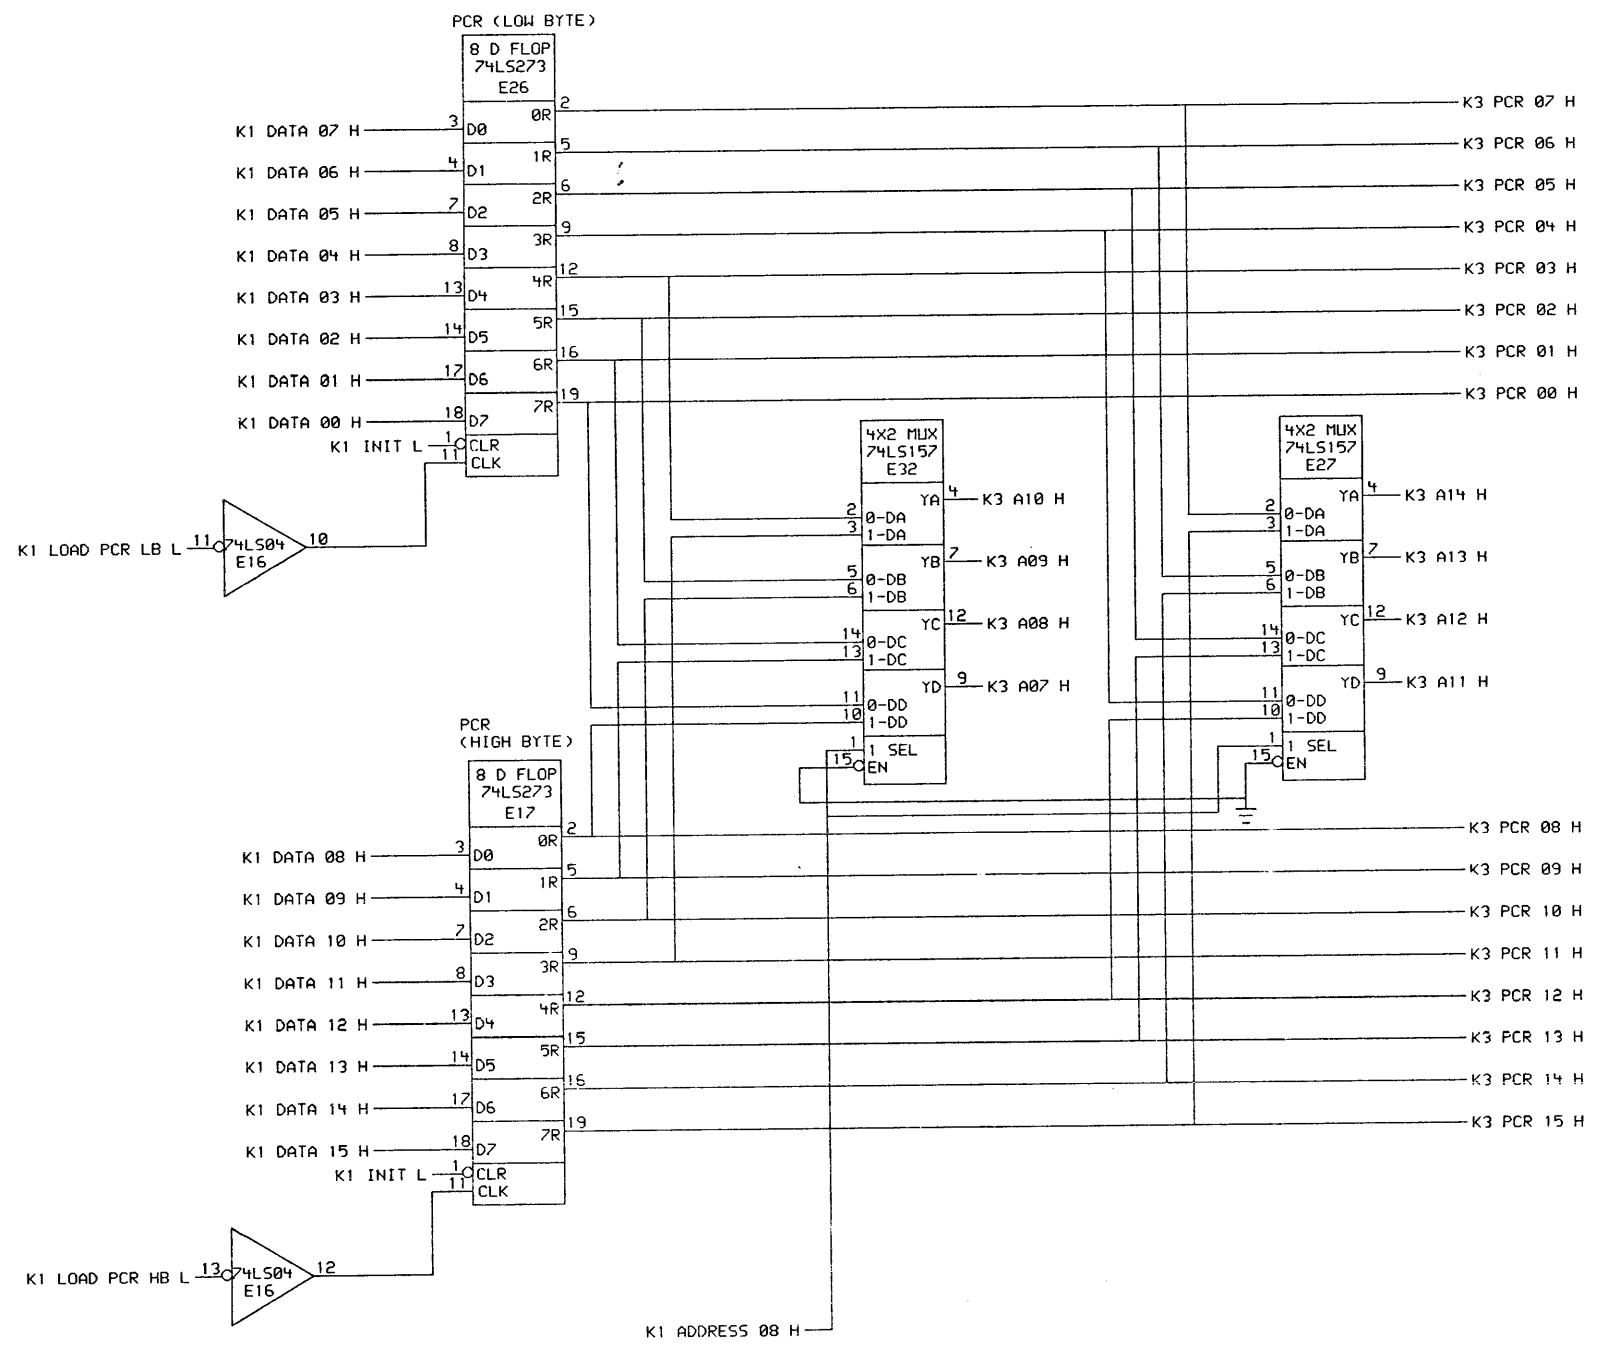 PCR (LOW BYTE)
8 D FLOP
74LS273
E26
K1 DATA 07 H 3 D0 0R 2 K3 PCR 07 H
K1 DATA 06 H 4 D1 1R 5 K3 PCR 06 H
K1 DATA 05 H 7 D2 2R 6 K3 PCR 05 H
K1 DATA 04 H 8 D3 3R 9 K3 PCR 04 H
K1 DATA 03 H 13 D4 4R 12 K3 PCR 03 H
K1 DATA 02 H 14 D5 5R 15 K3 PCR 02 H
K1 DATA 01 H 17 D6 6R 16 K3 PCR 01 H
K1 DATA 00 H 18 D7 7R 19 K3 PCR 00 H
K1 INIT L 1 CLR
11 CLK
K1 LOAD PCR LB L 11 74LS04 10
E16
4X2 MUX
74LS157
E32
YA 4 K3 A10 H
2 0-DA
3 1-DA
YB 7 K3 A09 H
5 0-DB
6 1-DB
YC 12 K3 A08 H
14 0-DC
13 1-DC
YD 9 K3 A07 H
11 0-DD
10 1-DD
1 1 SEL
15 EN
4X2 MUX
74LS157
E27
YA 4 K3 A14 H
2 0-DA
3 1-DA
YB 7 K3 A13 H
5 0-DB
6 1-DB
YC 12 K3 A12 H
14 0-DC
13 1-DC
YD 9 K3 A11 H
11 0-DD
10 1-DD
1 1 SEL
15 EN
PCR
(HIGH BYTE)
8 D FLOP
74LS273
E17
K1 DATA 08 H 3 D0 0R 2 K3 PCR 08 H
K1 DATA 09 H 4 D1 1R 5 K3 PCR 09 H
K1 DATA 10 H 7 D2 2R 6 K3 PCR 10 H
K1 DATA 11 H 8 D3 3R 9 K3 PCR 11 H
K1 DATA 12 H 13 D4 4R 12 K3 PCR 12 H
K1 DATA 13 H 14 D5 5R 15 K3 PCR 13 H
K1 DATA 14 H 17 D6 6R 16 K3 PCR 14 H
K1 DATA 15 H 18 D7 7R 19 K3 PCR 15 H
K1 INIT L 1 CLR
11 CLK
K1 LOAD PCR HB L 13 74LS04 12
E16
K1 ADDRESS 08 H